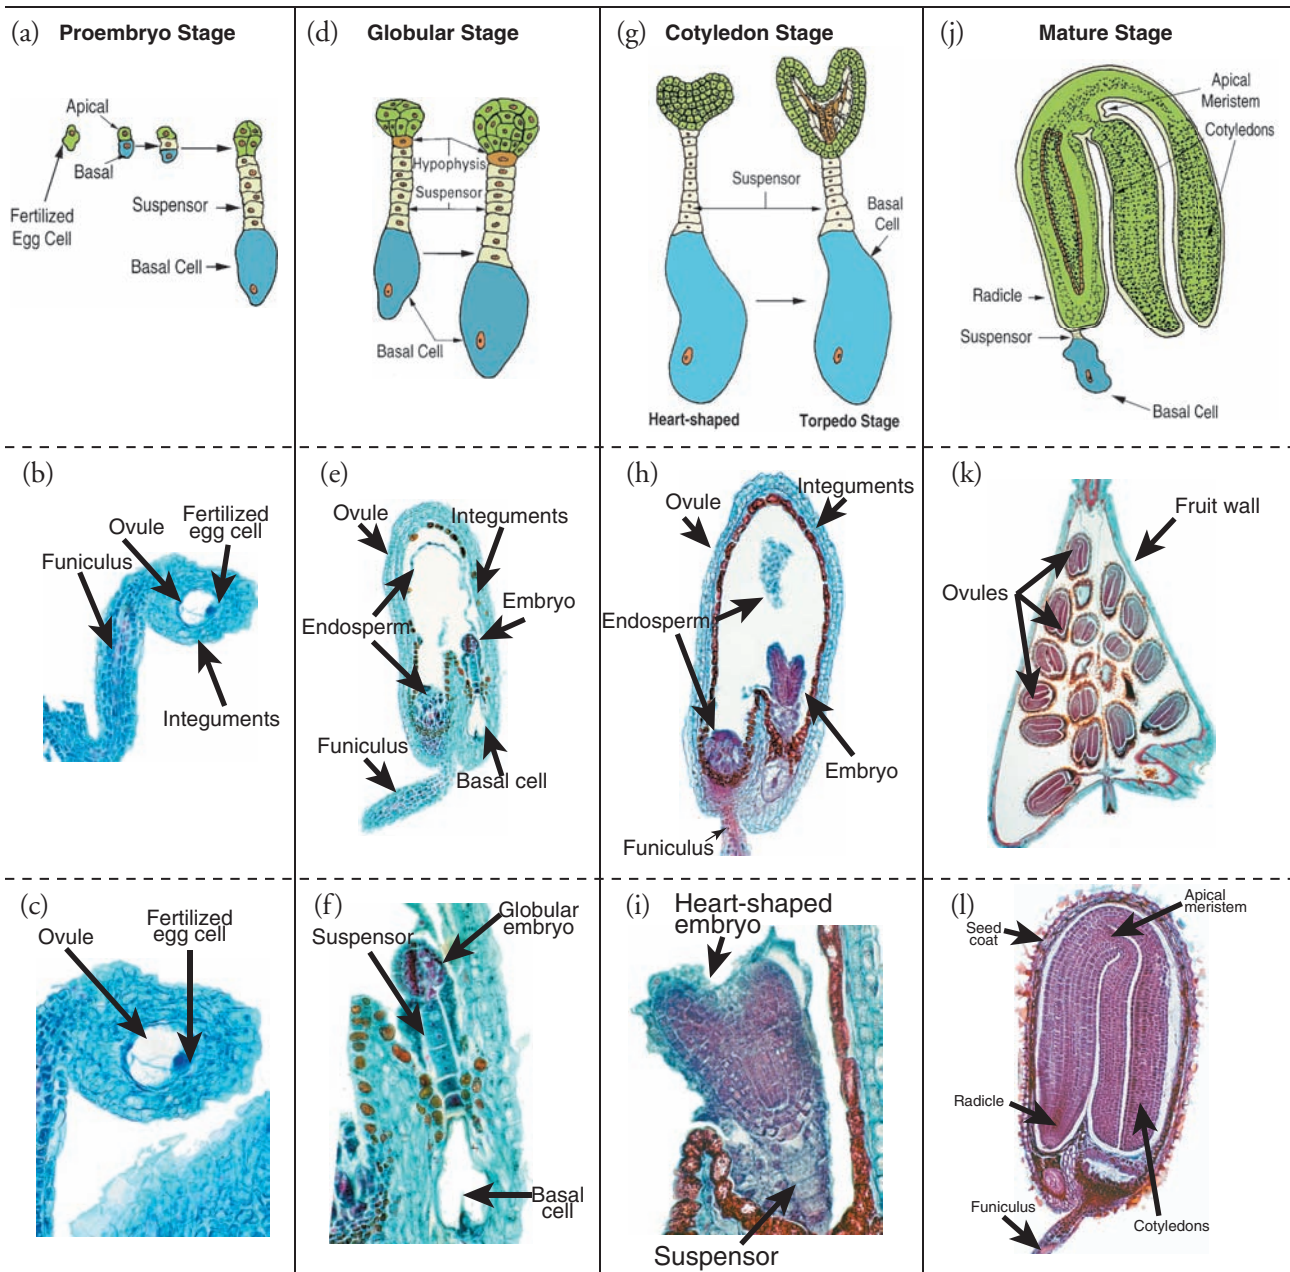 (a) Proembryo Stage
Apical
Basal
Fertilized
Egg Cell
Suspensor
Basal Cell
(d) Globular Stage
Hypophysis
Suspensor
Basal Cell
(g) Cotyledon Stage
Suspensor
Basal
Cell
Heart-shaped
Torpedo Stage
(j) Mature Stage
Apical
Meristem
Cotyledons
Radicle
Suspensor
Basal Cell
(b)
Ovule
Fertilized
egg cell
Funiculus
Integuments
(e)
Ovule
Integuments
Embryo
Endosperm
Funiculus
Basal cell
(h)
Ovule
Integuments
Endosperm
Embryo
Funiculus
(k)
Fruit wall
Ovules
(c)
Ovule
Fertilized
egg cell
(f)
Suspensor
Globular
embryo
Basal
cell
(i)
Heart-shaped
embryo
Suspensor
(l)
Seed
coat
Apical
meristem
Radicle
Funiculus
Cotyledons